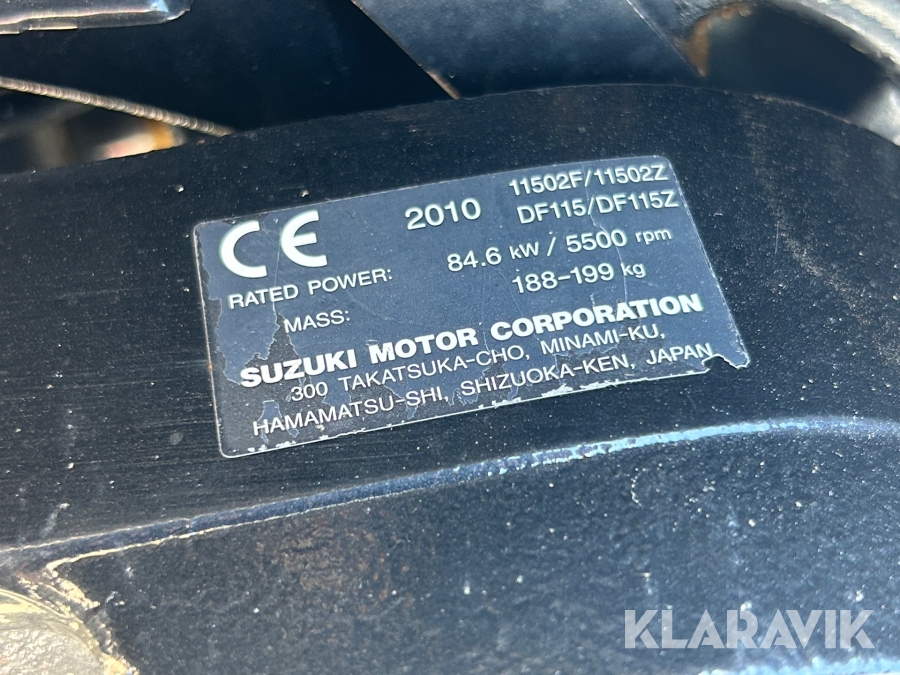 CE 2010 11502F/11502Z
DF115/DF115Z
RATED POWER: 84.6 kW / 5500 rpm
MASS: 188-199 kg
SUZUKI MOTOR CORPORATION
300 TAKATSUKA-CHO, MINAMI-KU,
HAMAMATSU-SHI, SHIZUOKA-KEN, JAPAN
KLARAVIK